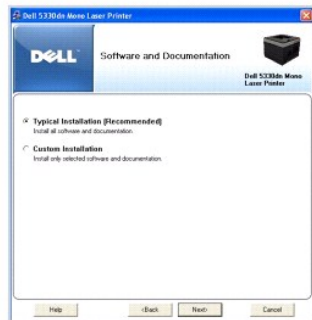 Dell 5330dn Mono Laser Printer
DELL
Software and Documentation
Dell 5330dn Mono
Laser Printer
Typical Installation (Recommended)
Install all software and documentation.
Custom Installation
Install only selected software and documentation.
Help
<Back
Next>
Cancel